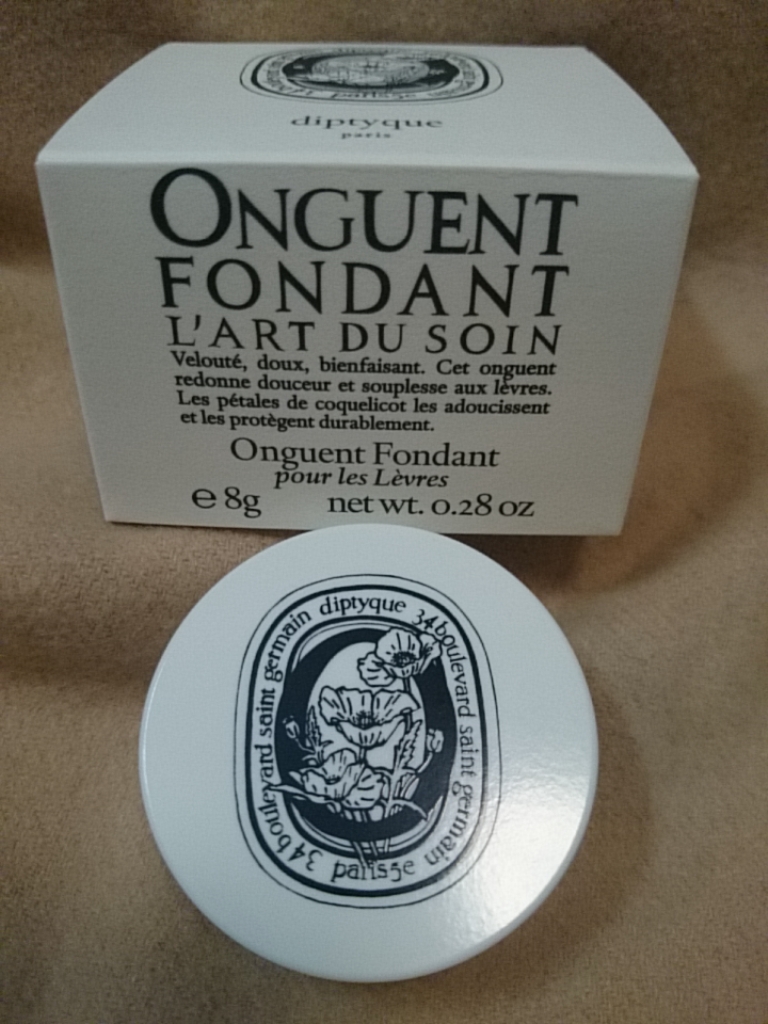 paris5e
diptyque
paris
ONGUENT
FONDANT
L'ART DU SOIN
Velouté, doux, bienfaisant. Cet onguent
redonne douceur et souplesse aux lèvres.
Les pétales de coquelicot les adoucissent
et les protègent durablement.
Onguent Fondant
pour les Lèvres
e 8g net wt. 0.28 oz
diptyque 34 boulevard saint germain
paris5e
34 boulevard saint germain